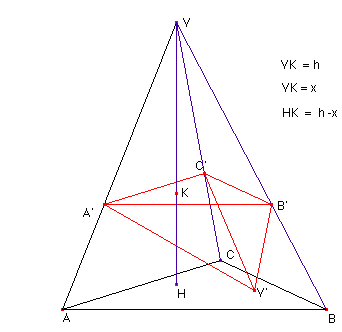 V
VK = h
VK = x
HK = h -x
C'
K
A'
B'
C
H
V'
A
B